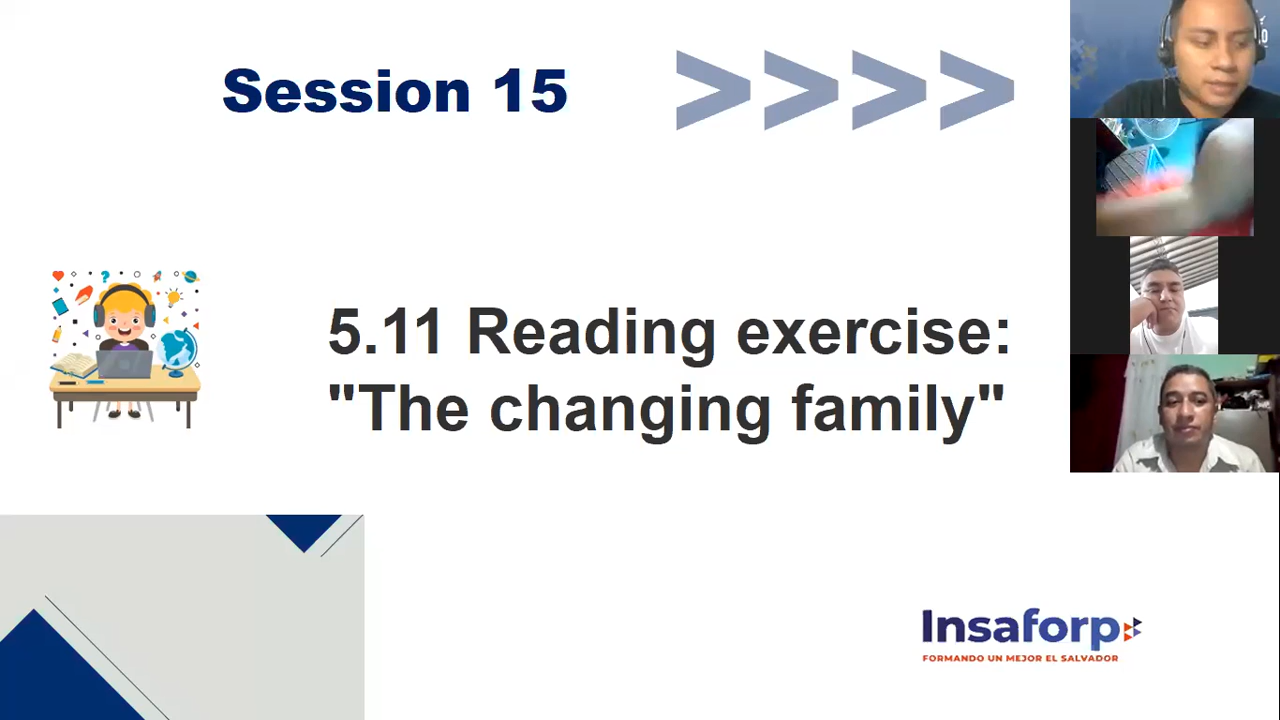 Session 15
5.11 Reading exercise:
"The changing family"
Insaforp
FORMANDO UN MEJOR EL SALVADOR